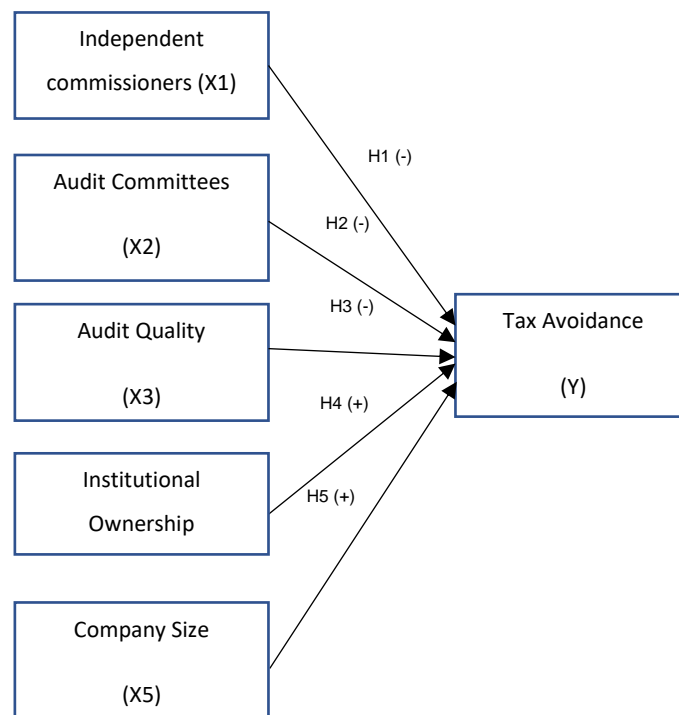 Independent
commissioners (X1)
H1 (-)
Audit Committees
(X2)
H2 (-)
H3 (-)
Audit Quality
(X3)
Tax Avoidance
(Y)
H4 (+)
Institutional
Ownership
H5 (+)
Company Size
(X5)